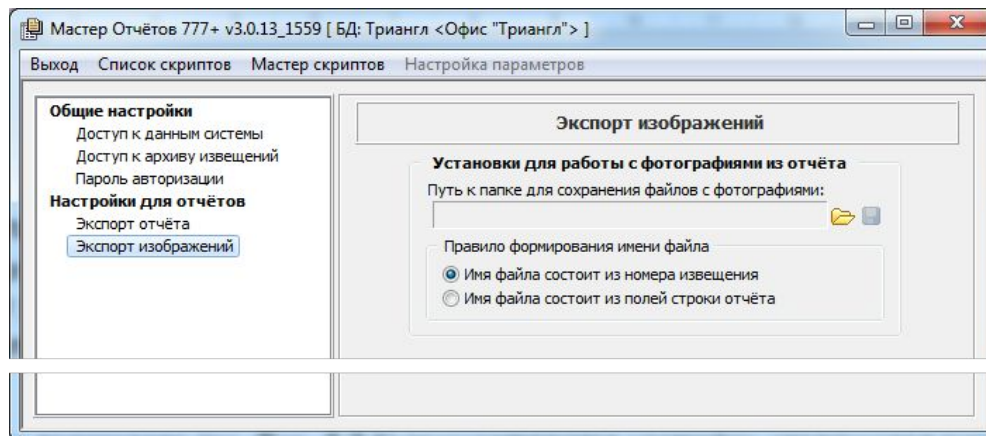 Мастер Отчётов 777+ v3.0.13_1559 [ БД: Триангл <Офис "Триангл"> ]
Выход Список скриптов Мастер скриптов Настройка параметров
Общие настройки
Доступ к данным системы
Доступ к архиву извещений
Пароль авторизации
Настройки для отчётов
Экспорт отчёта
Экспорт изображений
Экспорт изображений
Установки для работы с фотографиями из отчёта
Путь к папке для сохранения файлов с фотографиями:
Правило формирования имени файла
Имя файла состоит из номера извещения
Имя файла состоит из полей строки отчёта